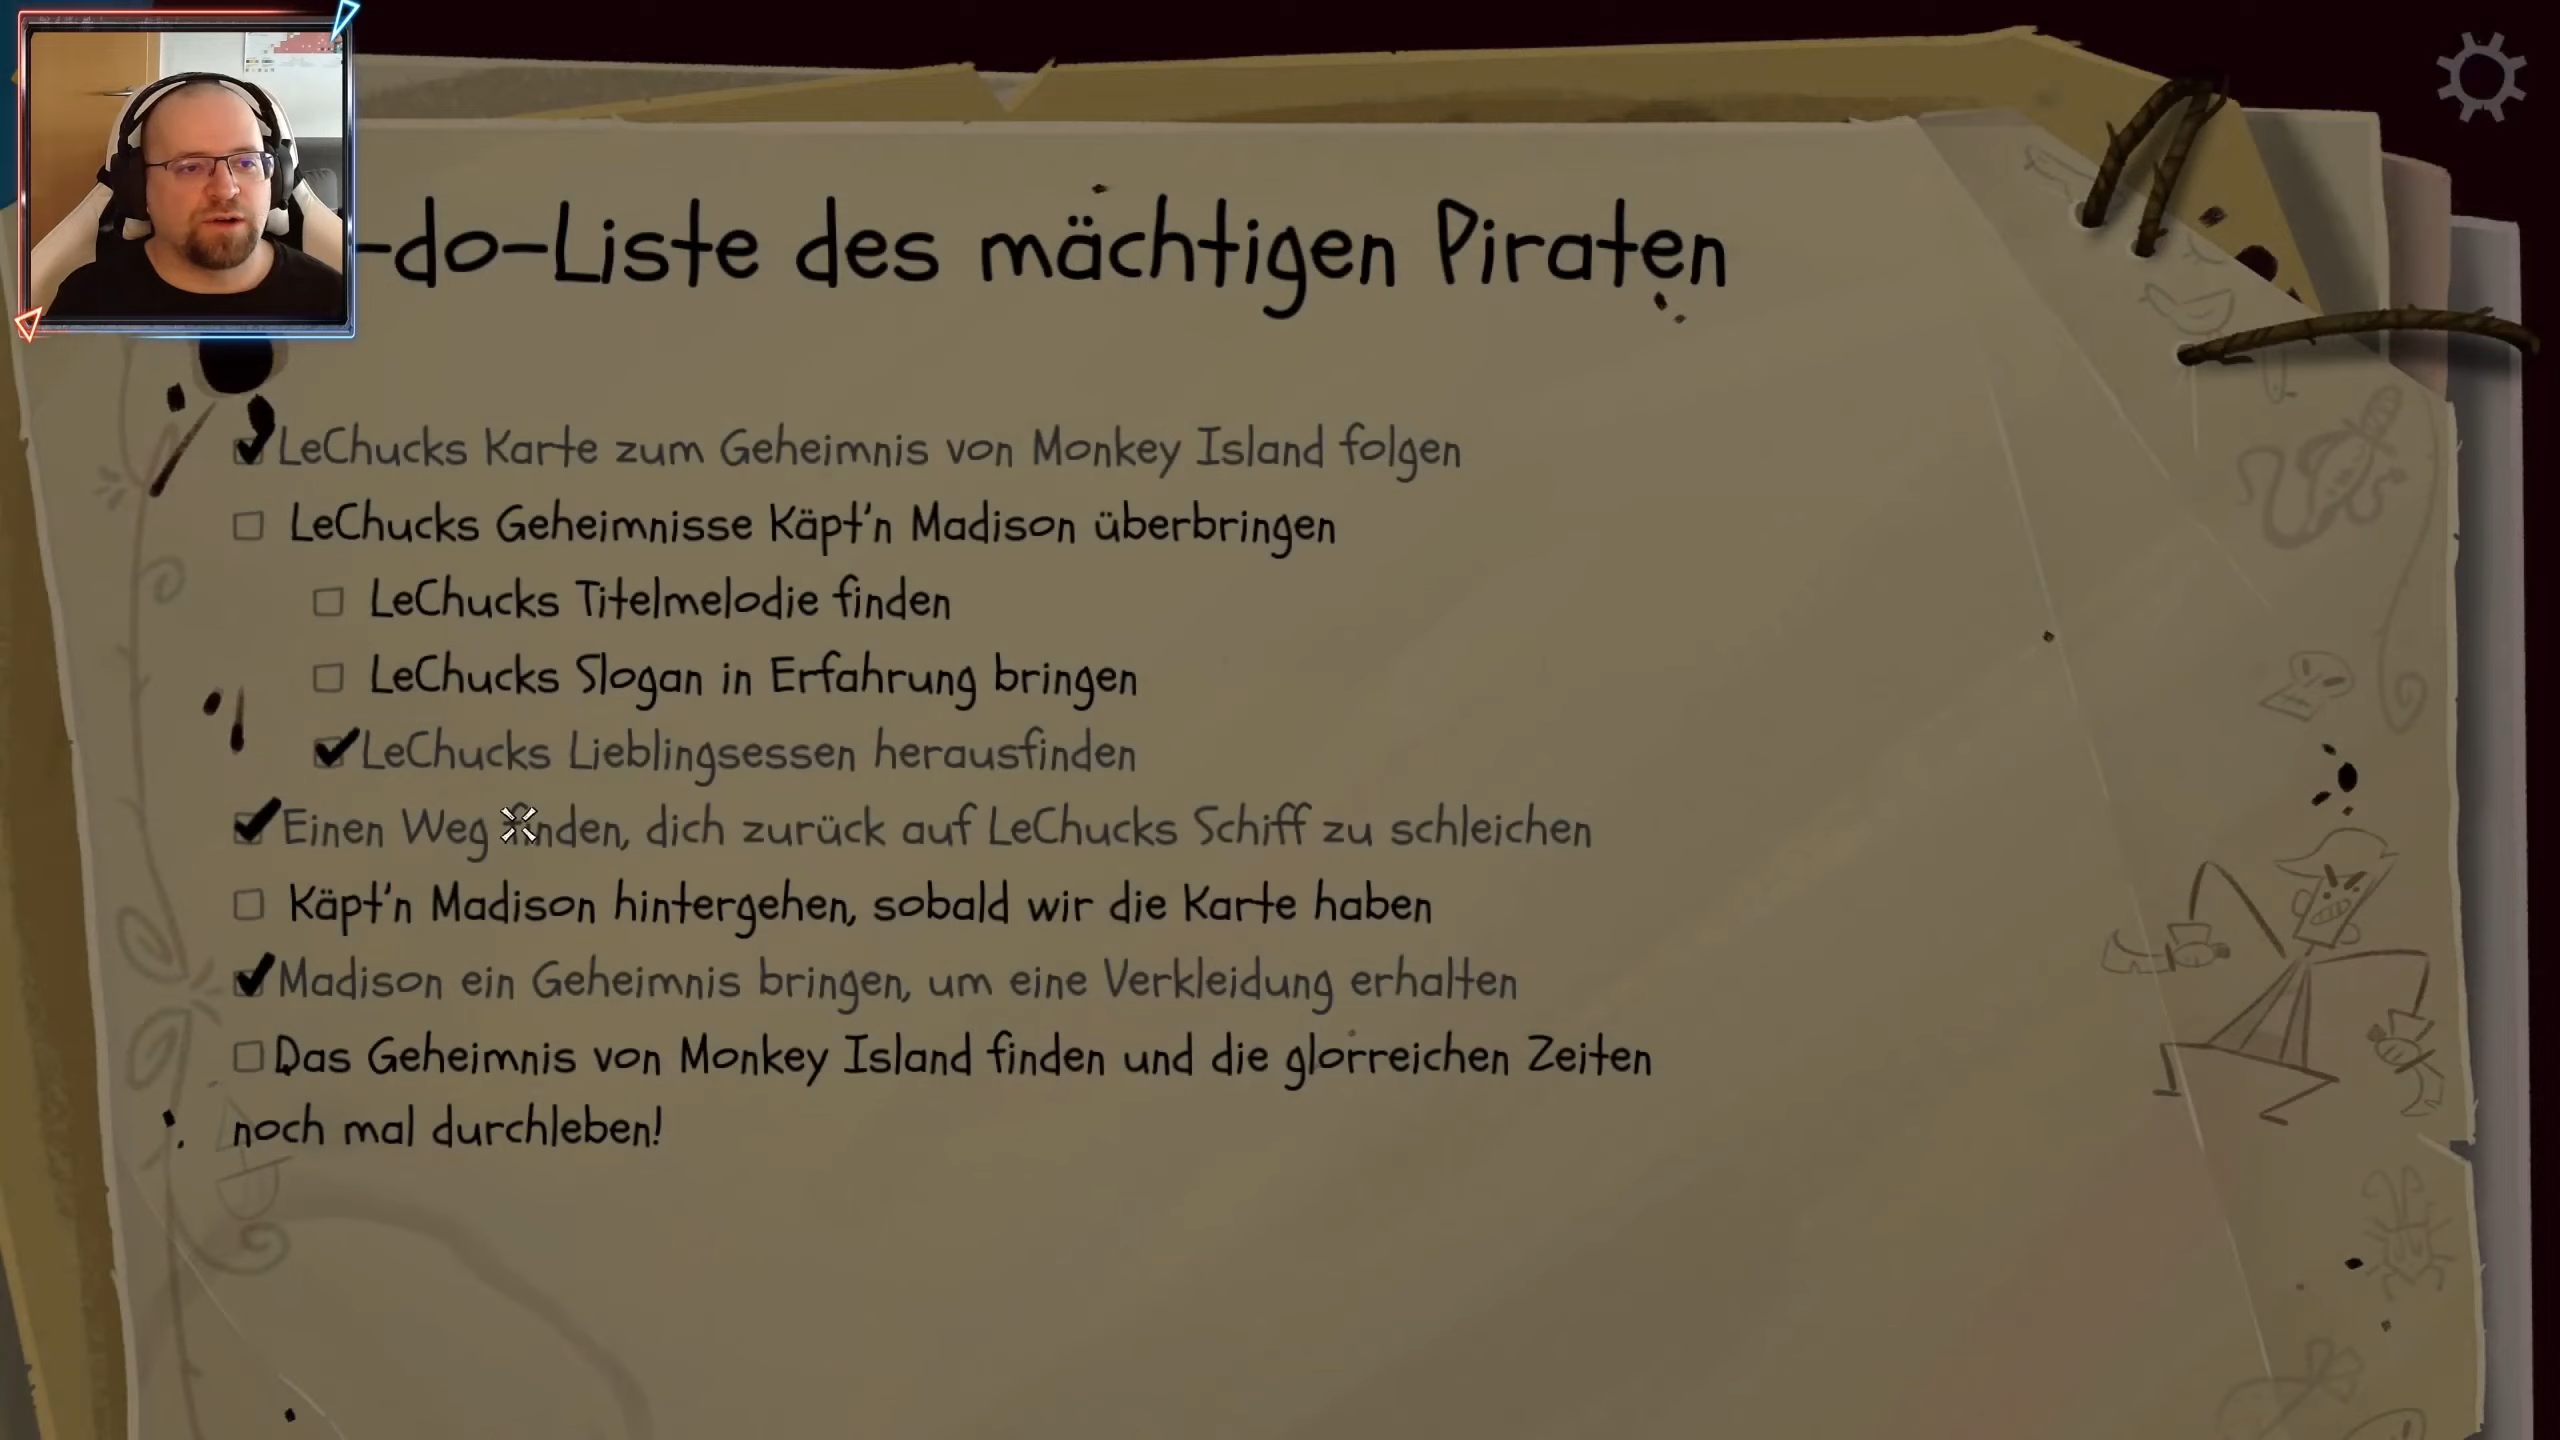 -do-Liste des mächtigen Piraten
LeChucks Karte zum Geheimnis von Monkey Island folgen
LeChucks Geheimnisse Käpt'n Madison überbringen
LeChucks Titelmelodie finden
LeChucks Slogan in Erfahrung bringen
LeChucks Lieblingsessen herausfinden
Einen Weg finden, dich zurück auf LeChucks Schiff zu schleichen
Käpt'n Madison hintergehen, sobald wir die Karte haben
Madison ein Geheimnis bringen, um eine Verkleidung erhalten
Das Geheimnis von Monkey Island finden und die glorreichen Zeiten
noch mal durchleben!